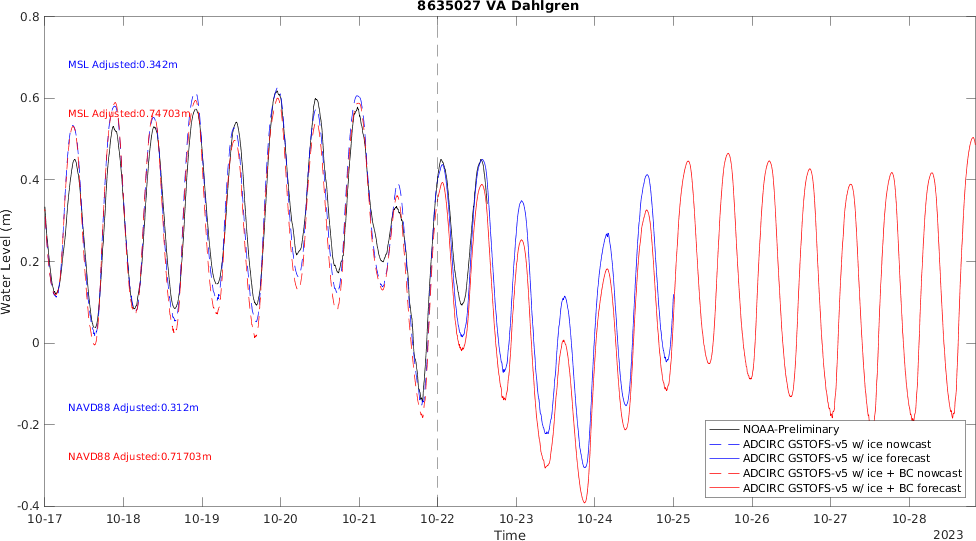 8635027 VA Dahlgren
0.8
0.6
0.4
0.2
0
-0.2
-0.4
Water Level (m)
MSL Adjusted:0.342m
MSL Adjusted:0.74703m
NAVD88 Adjusted:0.312m
NAVD88 Adjusted:0.71703m
NOAA-Preliminary
ADCIRC GSTOFS-v5 w/ ice nowcast
ADCIRC GSTOFS-v5 w/ ice forecast
ADCIRC GSTOFS-v5 w/ ice + BC nowcast
ADCIRC GSTOFS-v5 w/ ice + BC forecast
10-17 10-18 10-19 10-20 10-21 10-22 10-23 10-24 10-25 10-26 10-27 10-28
Time
2023